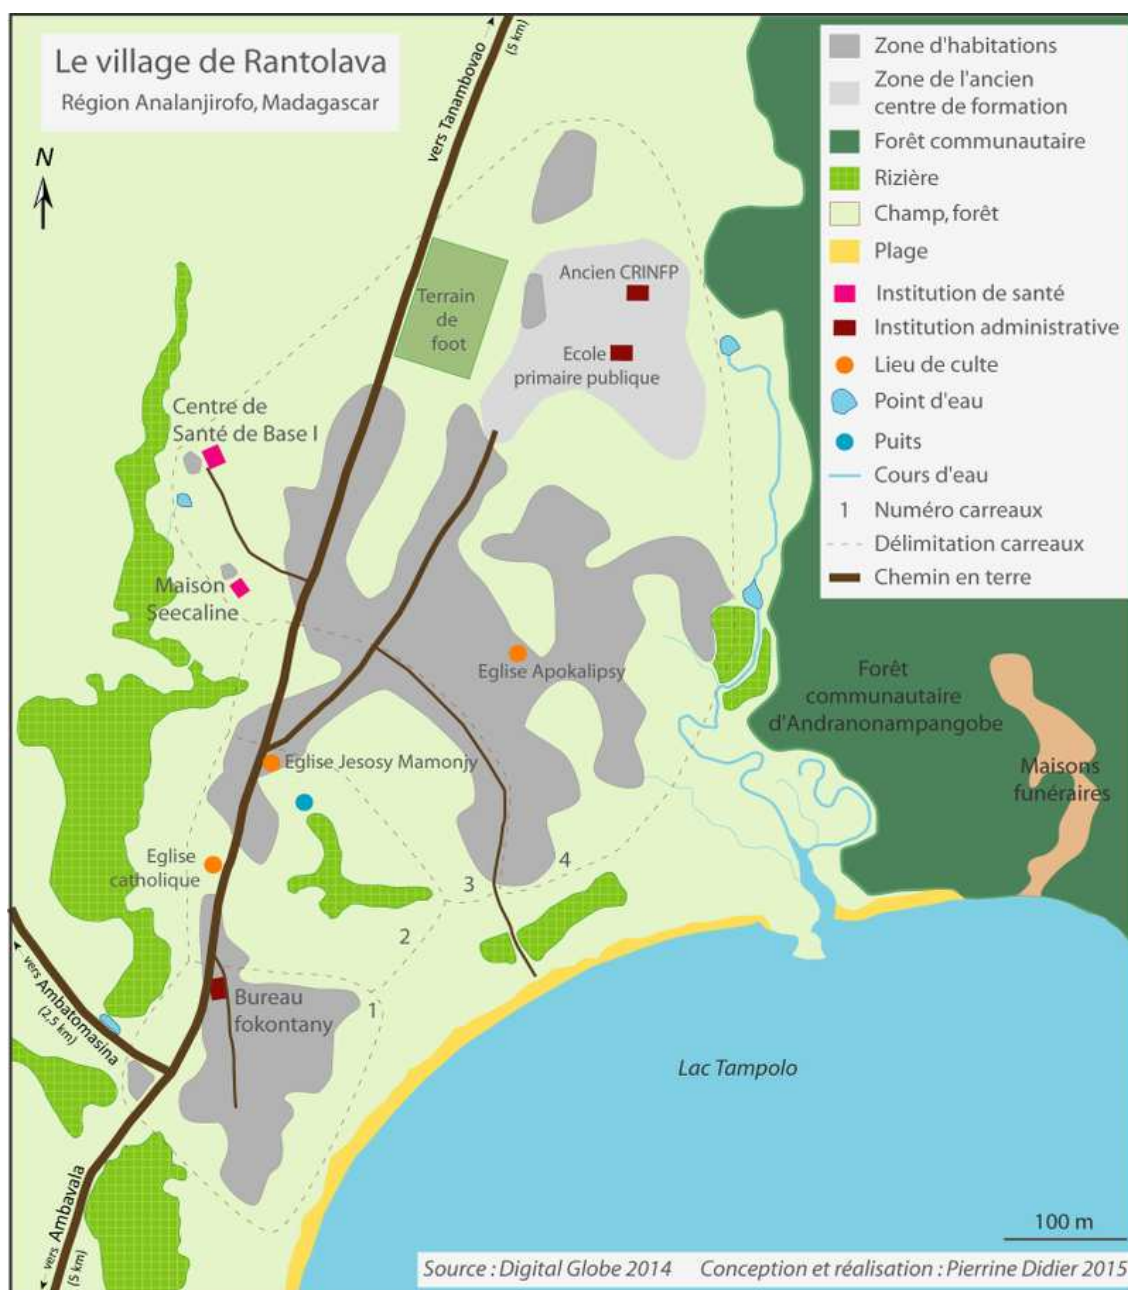 Le village de Rantolava
Région Analanjirofo, Madagascar
N
vers Tanambovao
(5 km)
Zone d'habitations
Zone de l'ancien
centre de formation
Forêt communautaire
Rizière
Champ, forêt
Plage
Institution de santé
Institution administrative
Lieu de culte
Point d'eau
Puits
Cours d'eau
1 Numéro carreaux
Délimitation carreaux
Chemin en terre
Terrain
de
foot
Ancien CRINFP
Ecole
primaire publique
Centre de
Santé de Base I
Maison
Seecaline
Eglise Apokalipsy
Eglise Jesosy Mamonjy
Forêt
communautaire
d'Andranonampangobe
Maisons
funéraires
Eglise
catholique
4
3
2
1
Bureau
fokontany
vers Ambatomasina
(2,5 km)
vers Ambavala
(5 km)
Lac Tampolo
100 m
Source : Digital Globe 2014 Conception et réalisation : Pierrine Didier 2015